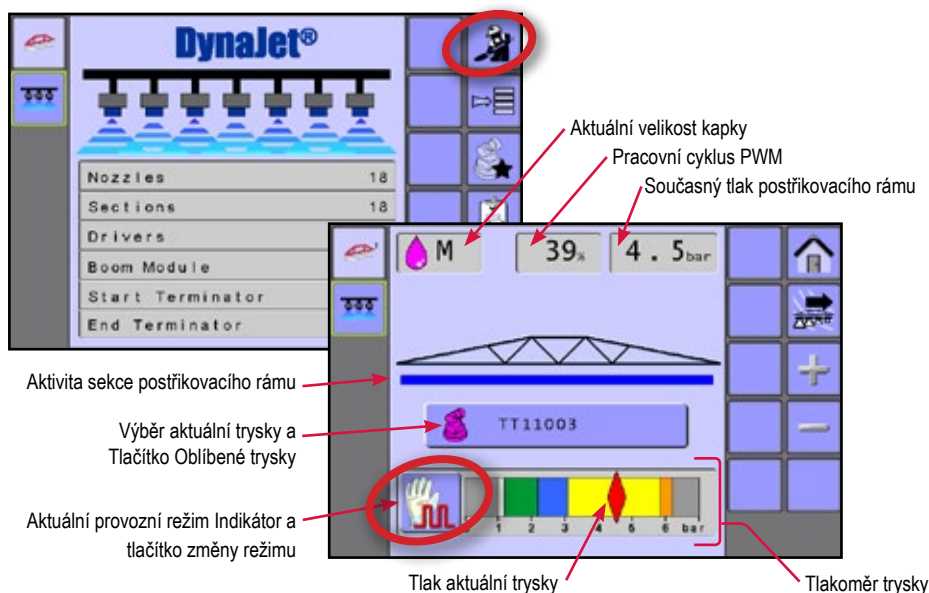 DynaJet®
Nozzles 18
Sections 18
Drivers
Boom Module
Start Terminator
End Terminator
Aktuální velikost kapky
Pracovní cyklus PWM
Současný tlak postřikovacího rámu
M 39% 4.5bar
Aktivita sekce postřikovacího rámu
Výběr aktuální trysky a
Tlačítko Oblíbené trysky
TT11003
Aktuální provozní režim Indikátor a
tlačítko změny režimu
0 1 2 3 4 5 6 bar
Tlak aktuální trysky
Tlakoměr trysky